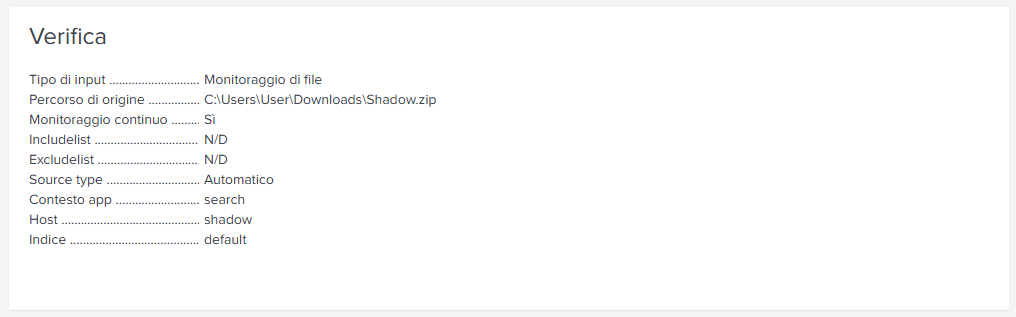 Verifica
Tipo di input ............................ Monitoraggio di file
Percorso di origine ................ C:\Users\User\Downloads\Shadow.zip
Monitoraggio continuo ......... Sì
Includelist ................................ N/D
Excludelist ............................... N/D
Source type ............................. Automatico
Contesto app .......................... search
Host .......................................... shadow
Indice ........................................ default